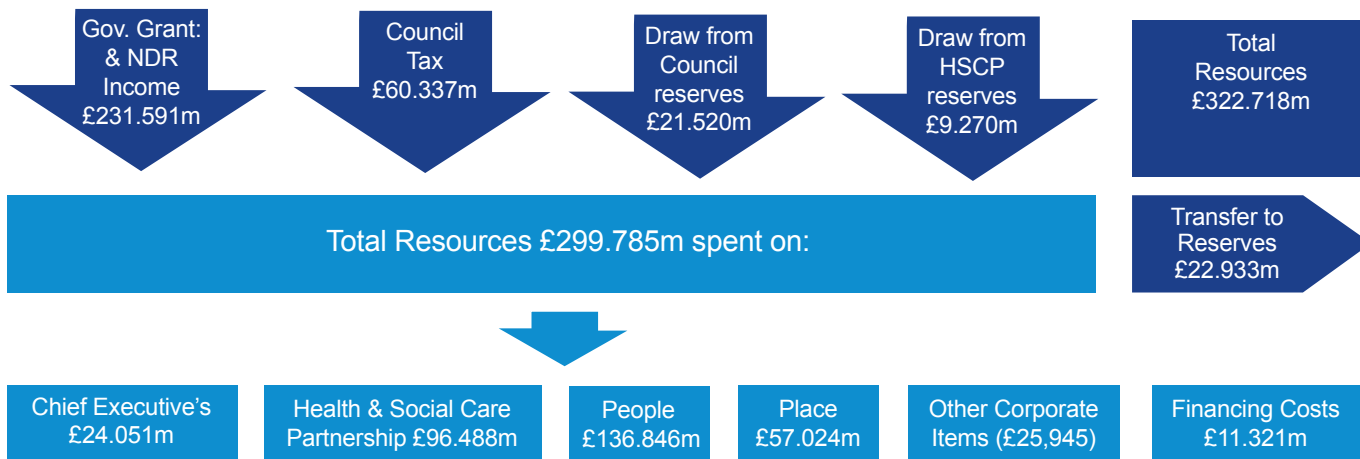 Gov. Grant:
& NDR
Income
£231.591m
Council
Tax
£60.337m
Draw from
Council
reserves
£21.520m
Draw from
HSCP
reserves
£9.270m
Total
Resources
£322.718m
Total Resources £299.785m spent on:
Transfer to
Reserves
£22.933m
Chief Executive’s
£24.051m
Health & Social Care
Partnership £96.488m
People
£136.846m
Place
£57.024m
Other Corporate
Items (£25,945)
Financing Costs
£11.321m